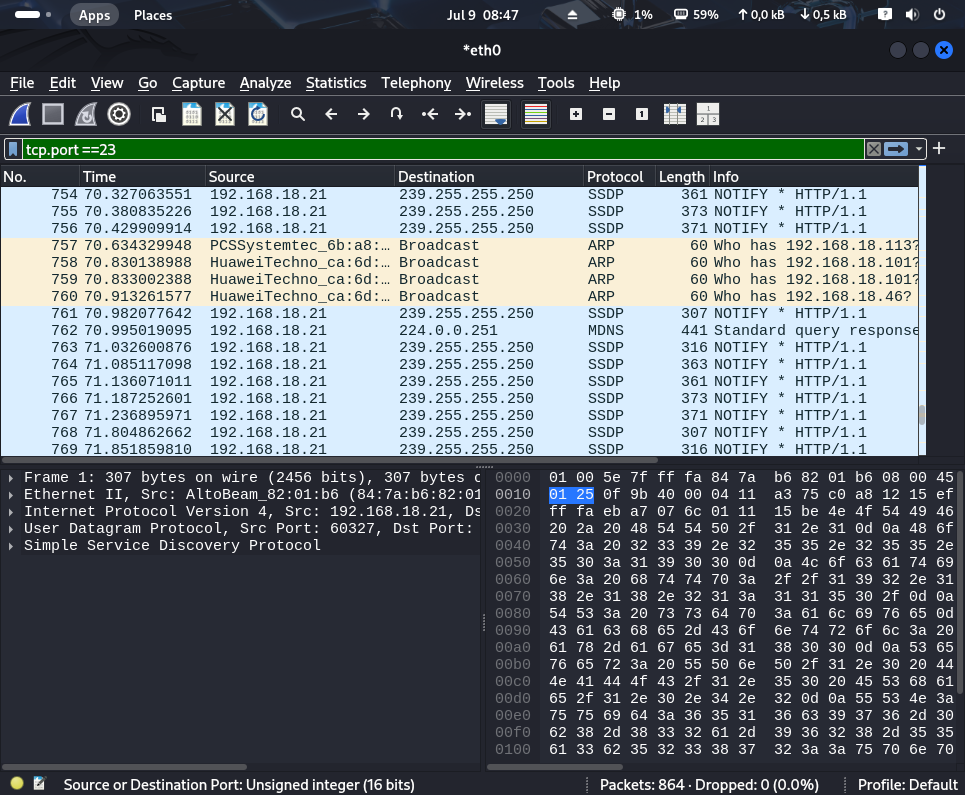 Apps Places Jul 9 08:47 1% 59% 0,0 kB 0,5 kB ?
*eth0
File Edit View Go Capture Analyze Statistics Telephony Wireless Tools Help
tcp.port ==23
No. Time Source Destination Protocol Length Info
754 70.327063551 192.168.18.21 239.255.255.250 SSDP 361 NOTIFY * HTTP/1.1
755 70.380835226 192.168.18.21 239.255.255.250 SSDP 373 NOTIFY * HTTP/1.1
756 70.429909914 192.168.18.21 239.255.255.250 SSDP 371 NOTIFY * HTTP/1.1
757 70.634329948 PCSSystemtec_6b:a8:… Broadcast ARP 60 Who has 192.168.18.113?
758 70.830138988 HuaweiTechno_ca:6d:… Broadcast ARP 60 Who has 192.168.18.101?
759 70.833002388 HuaweiTechno_ca:6d:… Broadcast ARP 60 Who has 192.168.18.101?
760 70.913261577 HuaweiTechno_ca:6d:… Broadcast ARP 60 Who has 192.168.18.46?
761 70.982077642 192.168.18.21 239.255.255.250 SSDP 307 NOTIFY * HTTP/1.1
762 70.995019095 192.168.18.21 224.0.0.251 MDNS 441 Standard query response
763 71.032600876 192.168.18.21 239.255.255.250 SSDP 316 NOTIFY * HTTP/1.1
764 71.085117098 192.168.18.21 239.255.255.250 SSDP 363 NOTIFY * HTTP/1.1
765 71.136071011 192.168.18.21 239.255.255.250 SSDP 361 NOTIFY * HTTP/1.1
766 71.187252601 192.168.18.21 239.255.255.250 SSDP 373 NOTIFY * HTTP/1.1
767 71.236895971 192.168.18.21 239.255.255.250 SSDP 371 NOTIFY * HTTP/1.1
768 71.804862662 192.168.18.21 239.255.255.250 SSDP 307 NOTIFY * HTTP/1.1
769 71.851859810 192.168.18.21 239.255.255.250 SSDP 316 NOTIFY * HTTP/1.1
Frame 1: 307 bytes on wire (2456 bits), 307 bytes c
Ethernet II, Src: AltoBeam_82:01:b6 (84:7a:b6:82:01
Internet Protocol Version 4, Src: 192.168.18.21, Ds
User Datagram Protocol, Src Port: 60327, Dst Port:
Simple Service Discovery Protocol
0000 01 00 5e 7f ff fa 84 7a b6 82 01 b6 08 00 45
0010 01 25 0f 9b 40 00 04 11 a3 75 c0 a8 12 15 ef
0020 ff fa eb a7 07 6c 01 11 15 be 4e 4f 54 49 46
0030 20 2a 20 48 54 54 50 2f 31 2e 31 0d 0a 48 6f
0040 74 3a 20 32 33 39 2e 32 35 35 2e 32 35 35 2e
0050 35 30 3a 31 39 30 30 0d 0a 4c 6f 63 61 74 69
0060 6e 3a 20 68 74 74 70 3a 2f 2f 31 39 32 2e 31
0070 38 2e 31 38 2e 32 31 3a 31 31 35 30 2f 0d 0a
0080 54 53 3a 20 73 73 64 70 3a 61 6c 69 76 65 0d
0090 43 61 63 68 65 2d 43 6f 6e 74 72 6f 6c 3a 20
00a0 61 78 2d 61 67 65 3d 31 38 30 30 0d 0a 53 65
00b0 76 65 72 3a 20 55 50 6e 50 2f 31 2e 30 20 44
00c0 4e 41 44 4f 43 2f 31 2e 35 30 20 45 53 68 61
00d0 65 2f 31 2e 30 2e 34 2e 32 0d 0a 55 53 4e 3a
00e0 75 75 69 64 3a 36 35 31 36 63 39 37 36 2d 30
00f0 62 38 2d 38 33 32 61 2d 39 36 32 38 2d 35 35
0100 61 33 62 35 32 33 38 37 32 3a 3a 75 70 6e 70
Source or Destination Port: Unsigned integer (16 bits) Packets: 864 · Dropped: 0 (0.0%) Profile: Default